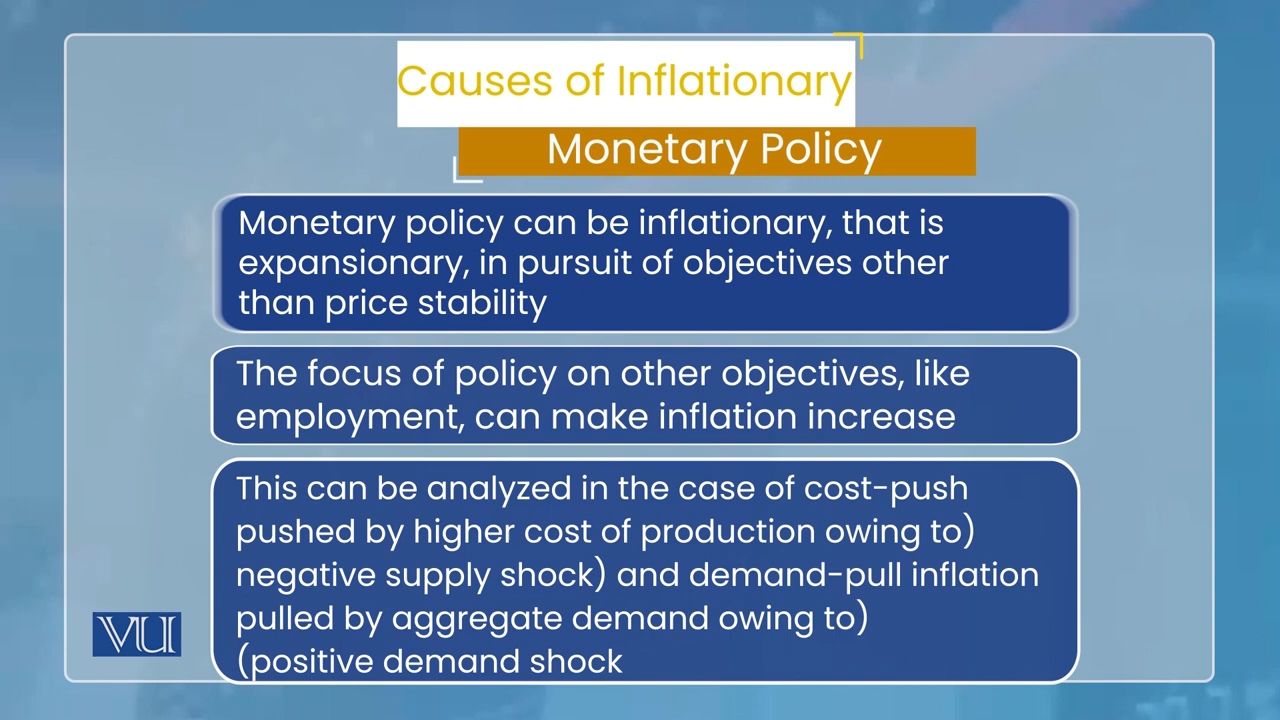 Causes of Inflationary
Monetary Policy
Monetary policy can be inflationary, that is
expansionary, in pursuit of objectives other
than price stability
The focus of policy on other objectives, like
employment, can make inflation increase
This can be analyzed in the case of cost-push
pushed by higher cost of production owing to)
negative supply shock) and demand-pull inflation
pulled by aggregate demand owing to)
(positive demand shock
VU